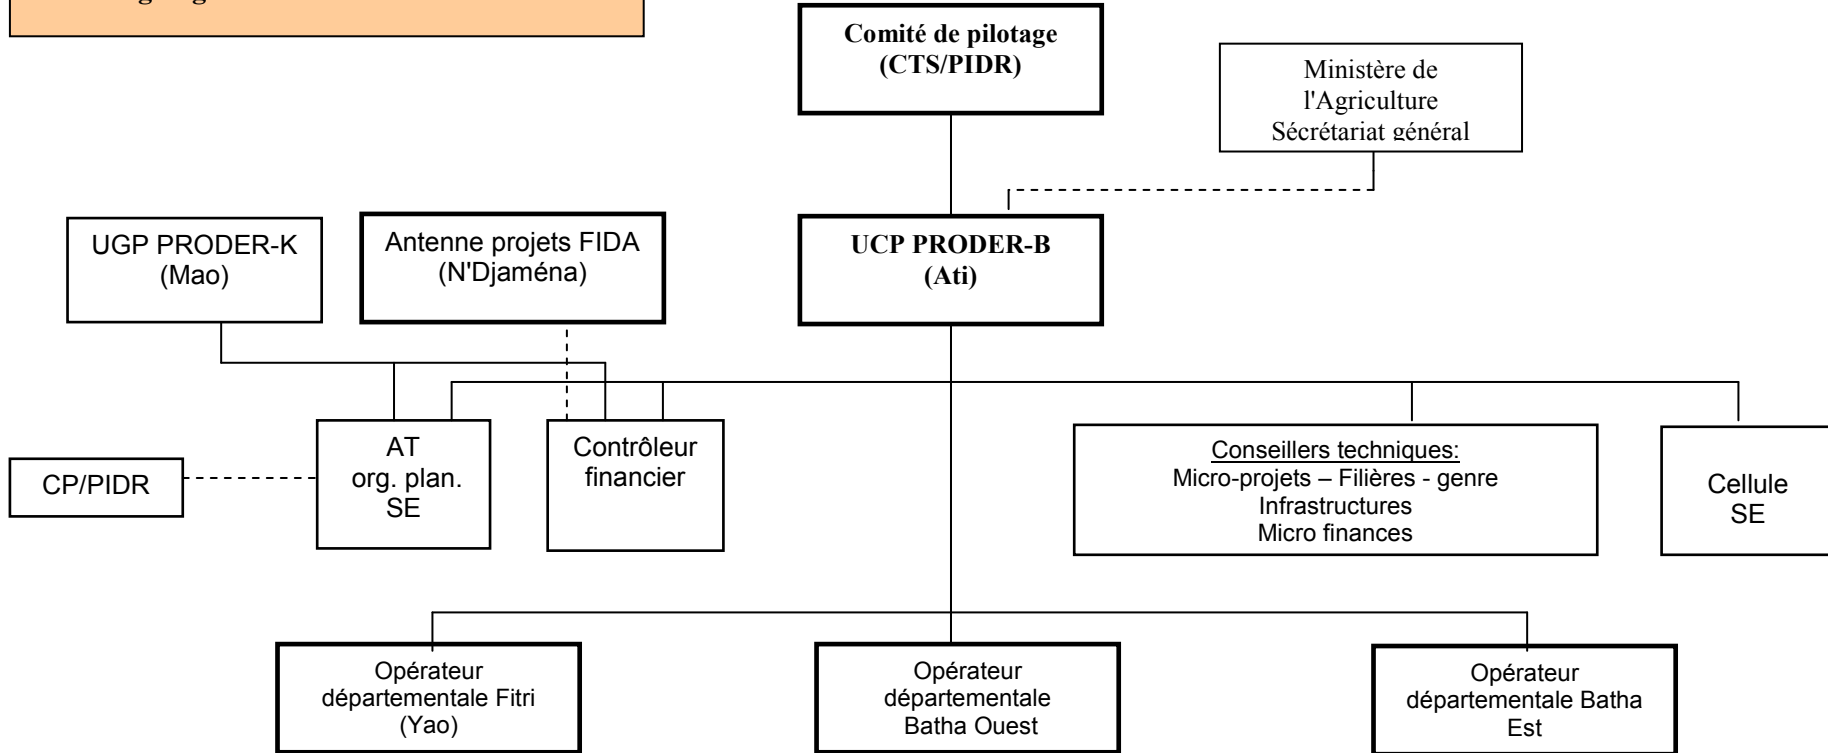 Comité de pilotage
(CTS/PIDR)
Ministère de
l'Agriculture
Sécrétariat général
UGP PRODER-K
(Mao)
Antenne projets FIDA
(N'Djaména)
UCP PRODER-B
(Ati)
CP/PIDR
AT
org. plan.
SE
Contrôleur
financier
Conseillers techniques:
Micro-projets – Filières - genre
Infrastructures
Micro finances
Cellule
SE
Opérateur
départementale Fitri
(Yao)
Opérateur
départementale
Batha Ouest
Opérateur
départementale Batha
Est